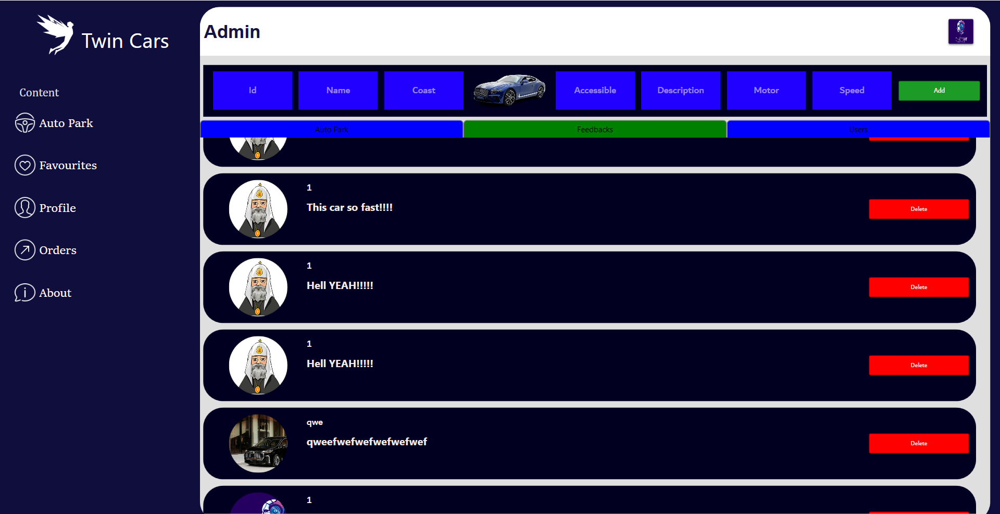 Twin Cars
Admin
Content
Auto Park
Favourites
Profile
Orders
About
Id
Name
Coast
Accessible
Description
Motor
Speed
Add
Auto Park
Feedbacks
Users
1
This car so fast!!!!
Delete
1
Hell YEAH!!!!!
Delete
1
Hell YEAH!!!!!
Delete
qwe
qweefwefwefwefwefwef
Delete
1